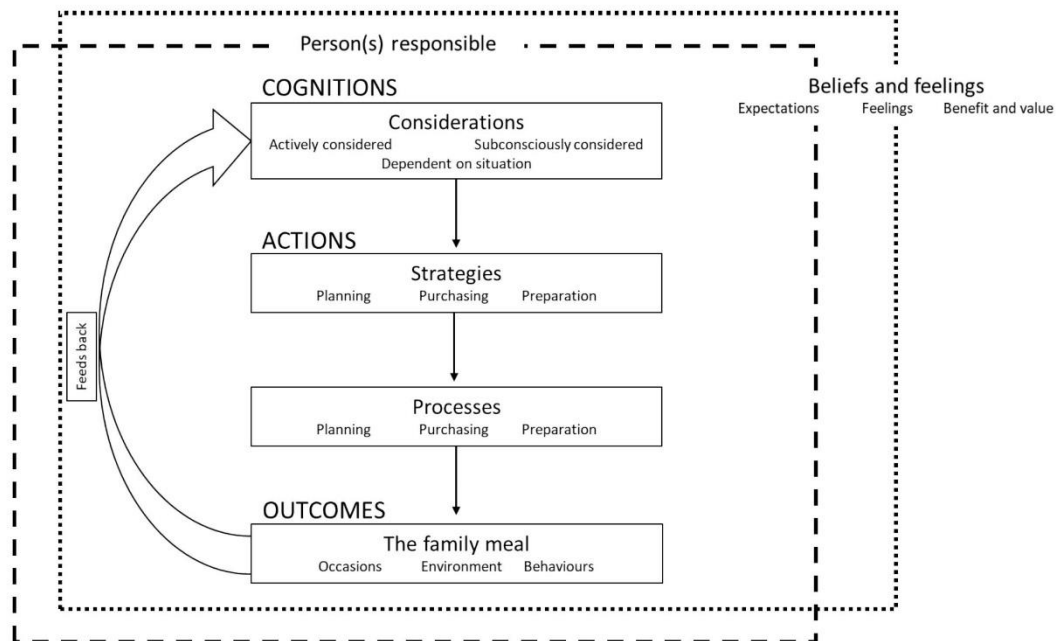 Person(s) responsible
Beliefs and feelings
Expectations Feelings Benefit and value
COGNITIONS
Considerations
Actively considered Subconsciously considered
Dependent on situation
ACTIONS
Strategies
Planning Purchasing Preparation
Feeds back
Processes
Planning Purchasing Preparation
OUTCOMES
The family meal
Occasions Environment Behaviours